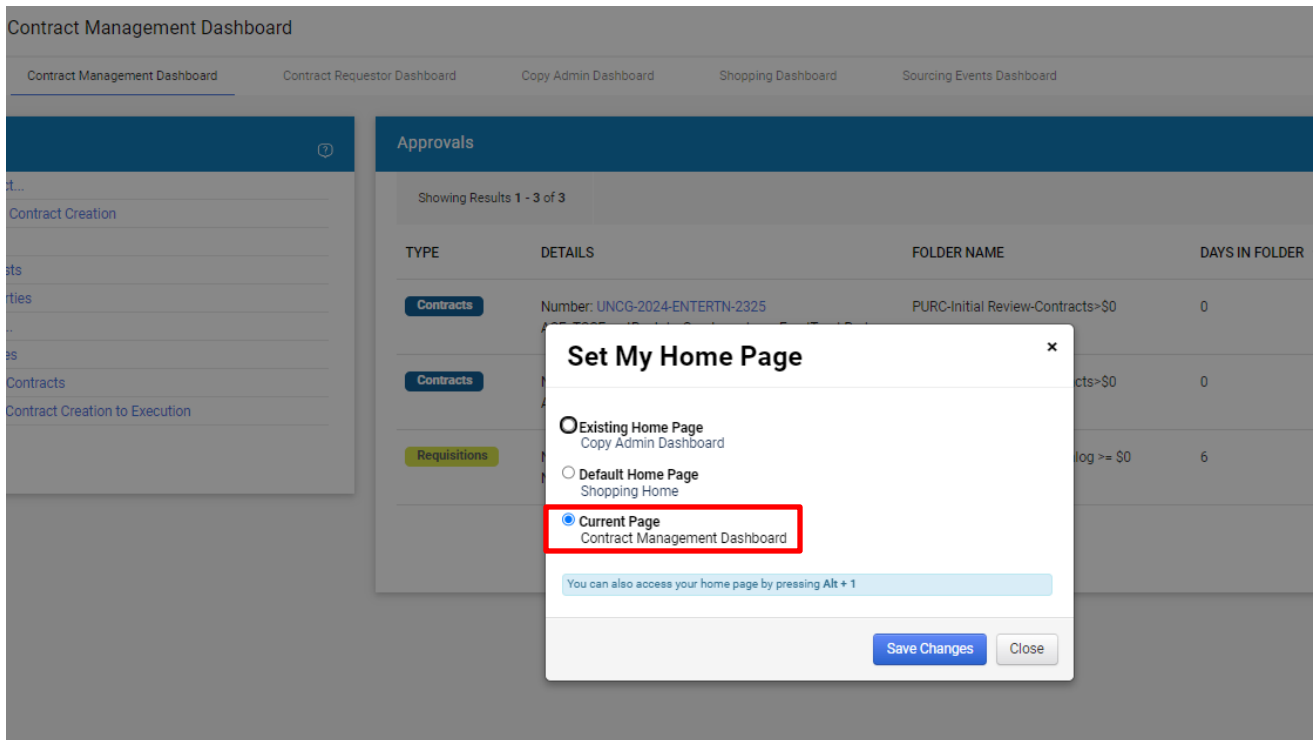 Contract Management Dashboard
Contract Management Dashboard Contract Requestor Dashboard Copy Admin Dashboard Shopping Dashboard Sourcing Events Dashboard
Contract Creation
Contracts
Contract Creation to Execution
Approvals
Showing Results 1 - 3 of 3
TYPE DETAILS FOLDER NAME DAYS IN FOLDER
Contracts Number: UNCG-2024-ENTERTN-2325 PURC-Initial Review-Contracts>$0 0
Contracts >$0 0
Requisitions >= $0 6
Set My Home Page ×
Existing Home Page
Copy Admin Dashboard
Default Home Page
Shopping Home
Current Page
Contract Management Dashboard
You can also access your home page by pressing Alt + 1
Save Changes Close